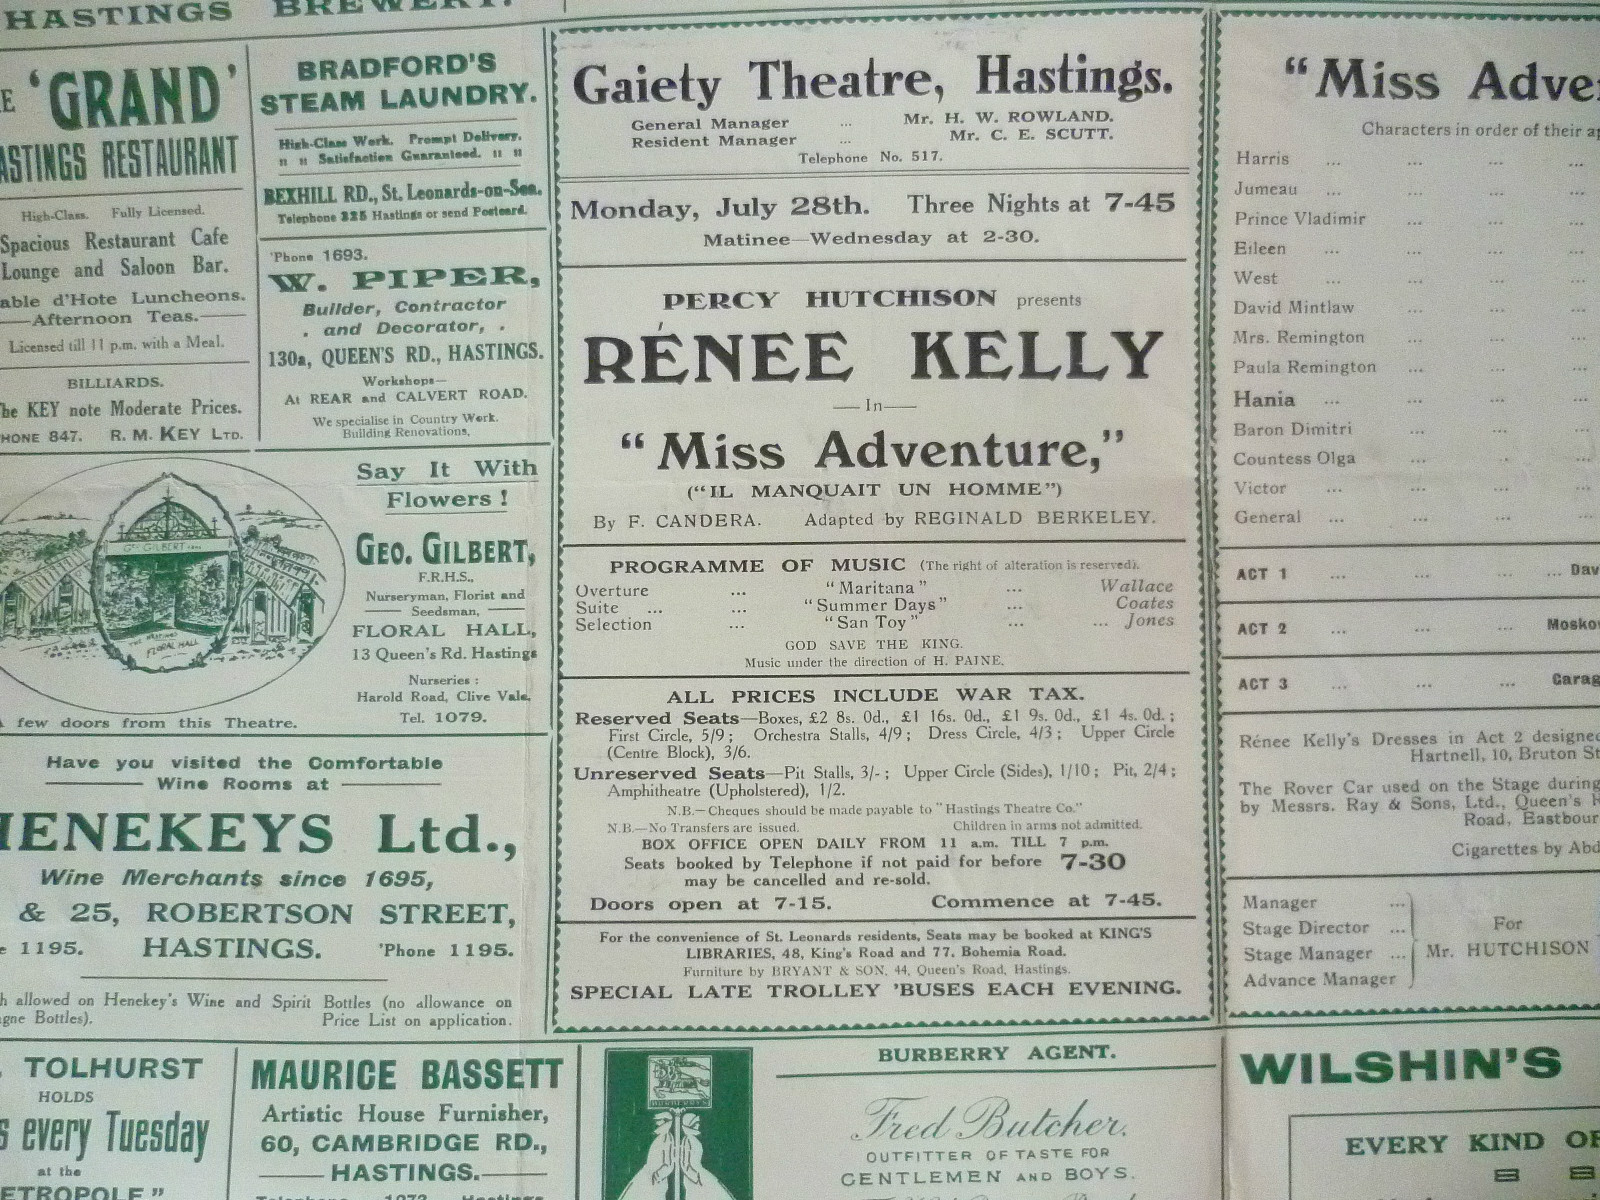 HASTINGS BREWERY.
'GRAND'
HASTINGS RESTAURANT
High-Class. Fully Licensed.
Spacious Restaurant Cafe
Lounge and Saloon Bar.
able d'Hote Luncheons.
Afternoon Teas.
Licensed till 11 p.m. with a Meal.
BILLIARDS.
The KEY note Moderate Prices.
HONE 847. R. M. KEY LTD.
BRADFORD'S
STEAM LAUNDRY.
High-Class Work. Prompt Delivery.
" " Satisfaction Guaranteed. " "
BEXHILL RD., St. Leonards-on-Sea.
Telephone 325 Hastings or send Postcard.
'Phone 1693.
W. PIPER,
Builder, Contractor
. and Decorator, .
130a, QUEEN'S RD., HASTINGS.
Workshops—
At REAR and CALVERT ROAD.
We specialise in Country Work.
Building Renovations.
GEO. GILBERT FRHS
THE HASTINGS
FLORAL HALL
A few doors from this Theatre.
Say It With
Flowers!
GEO. GILBERT,
F.R.H.S.,
Nurseryman, Florist and
Seedsman,
FLORAL HALL,
13 Queen's Rd. Hastings
Nurseries:
Harold Road, Clive Vale.
Tel. 1079.
Have you visited the Comfortable
Wine Rooms at
HENEKEYS Ltd.,
Wine Merchants since 1695,
& 25, ROBERTSON STREET,
e 1195. HASTINGS. 'Phone 1195.
h allowed on Henekey's Wine and Spirit Bottles (no allowance on
agne Bottles). Price List on application.
. TOLHURST
HOLDS
s every Tuesday
at the
ETROPOLE"
MAURICE BASSETT
Artistic House Furnisher,
60, CAMBRIDGE RD.,
HASTINGS.
Gaiety Theatre, Hastings.
General Manager ... Mr. H. W. ROWLAND.
Resident Manager ... Mr. C. E. SCUTT.
Telephone No. 517.
Monday, July 28th. Three Nights at 7-45
Matinee—Wednesday at 2-30.
PERCY HUTCHISON presents
RÉNEE KELLY
—In—
"Miss Adventure,"
("IL MANQUAIT UN HOMME")
By F. CANDERA. Adapted by REGINALD BERKELEY.
PROGRAMME OF MUSIC (The right of alteration is reserved).
Overture ... "Maritana" ... Wallace
Suite ... ... "Summer Days" ... Coates
Selection ... "San Toy" ... ... Jones
GOD SAVE THE KING.
Music under the direction of H. PAINE.
ALL PRICES INCLUDE WAR TAX.
Reserved Seats—Boxes, £2 8s. 0d., £1 16s. 0d., £1 9s. 0d., £1 4s. 0d.;
First Circle, 5/9; Orchestra Stalls, 4/9; Dress Circle, 4/3; Upper Circle
(Centre Block), 3/6.
Unreserved Seats—Pit Stalls, 3/-; Upper Circle (Sides), 1/10; Pit, 2/4;
Amphitheatre (Upholstered), 1/2.
N.B.—Cheques should be made payable to "Hastings Theatre Co."
N.B.—No Transfers are issued. Children in arms not admitted.
BOX OFFICE OPEN DAILY FROM 11 a.m. TILL 7 p.m.
Seats booked by Telephone if not paid for before 7-30
may be cancelled and re-sold.
Doors open at 7-15. Commence at 7-45.
For the convenience of St. Leonards residents, Seats may be booked at KING'S
LIBRARIES, 48, King's Road and 77, Bohemia Road.
Furniture by BRYANT & SON, 44, Queen's Road, Hastings.
SPECIAL LATE TROLLEY 'BUSES EACH EVENING.
BURBERRYS
BURBERRY AGENT.
Fred Butcher.
OUTFITTER OF TASTE FOR
GENTLEMEN AND BOYS.
"Miss Adve
Characters in order of their ap
Harris ... ... ... ...
Jumeau ... ... ... ...
Prince Vladimir ... ... ...
Eileen ... ... ... ...
West ... ... ... ...
David Mintlaw ... ... ...
Mrs. Remington ... ... ...
Paula Remington ... ... ...
Hania ... ... ... ...
Baron Dimitri ... ... ...
Countess Olga ... ... ...
Victor ... ... ... ...
General ... ... ... ...
ACT 1 ... ... ... Dav
ACT 2 ... ... Moskov
ACT 3 ... ... ... Garag
Rénee Kelly's Dresses in Act 2 designed
Hartnell, 10, Bruton St
The Rover Car used on the Stage during
by Messrs. Ray & Sons, Ltd., Queen's R
Road, Eastbour
Cigarettes by Abd
Manager ...
Stage Director ...
Stage Manager ...
Advance Manager
For
Mr. HUTCHISON
WILSHIN'S
EVERY KIND OF